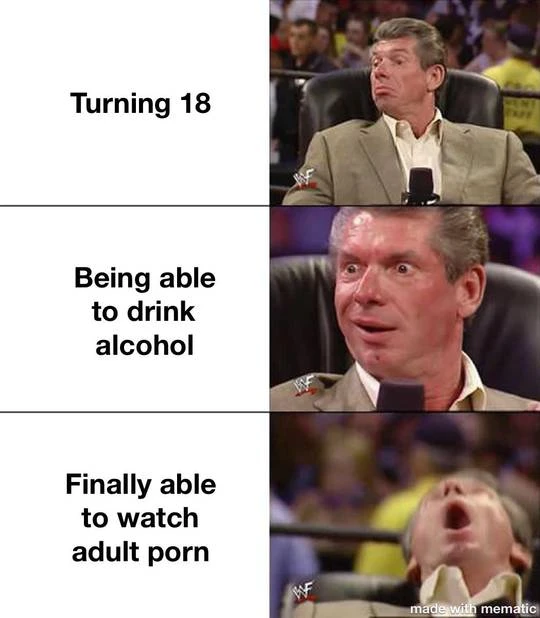 Turning 18
Being able
to drink
alcohol
Finally able
to watch
adult porn
made with mematic